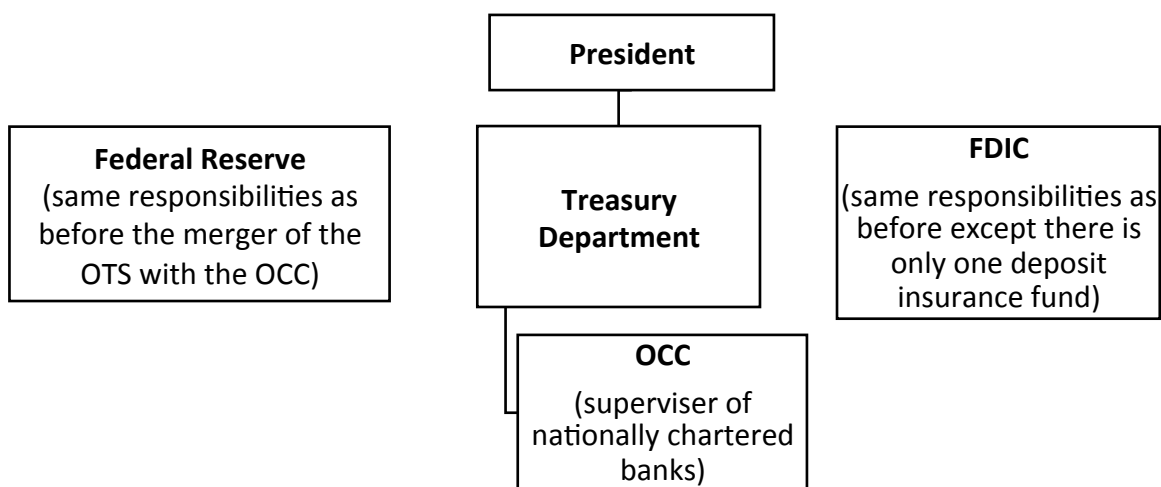 President
Federal Reserve
(same responsibilities as
before the merger of the
OTS with the OCC)
Treasury
Department
FDIC
(same responsibilities as
before except there is
only one deposit
insurance fund)
OCC
(superviser of
nationally chartered
banks)